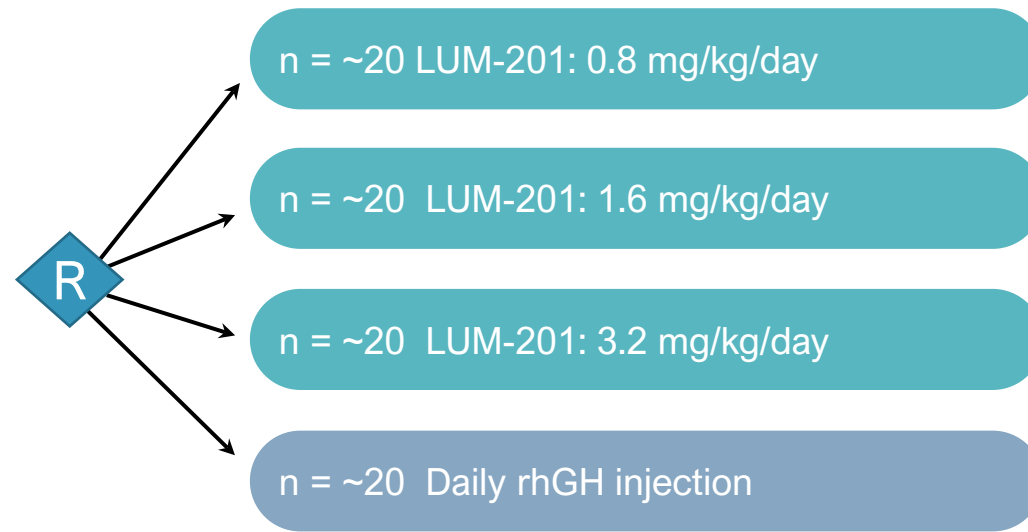 n = ~20 LUM-201: 0.8 mg/kg/day
n = ~20 LUM-201: 1.6 mg/kg/day
R
n = ~20 LUM-201: 3.2 mg/kg/day
n = ~20 Daily rhGH injection